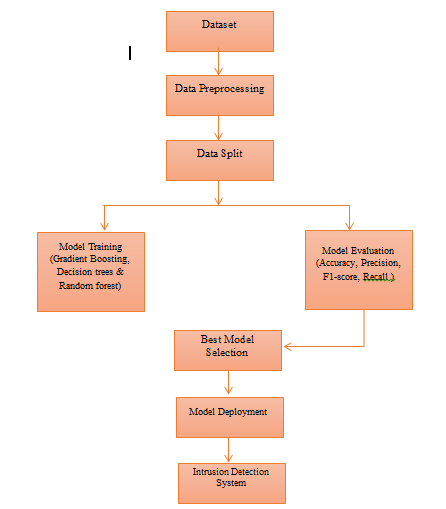 Dataset
Data Preprocessing
Data Split
Model Training
(Gradient Boosting,
Decision trees &
Random forest)
Model Evaluation
(Accuracy, Precision,
F1-score, Recall,)
Best Model
Selection
Model Deployment
Intrusion Detection
System